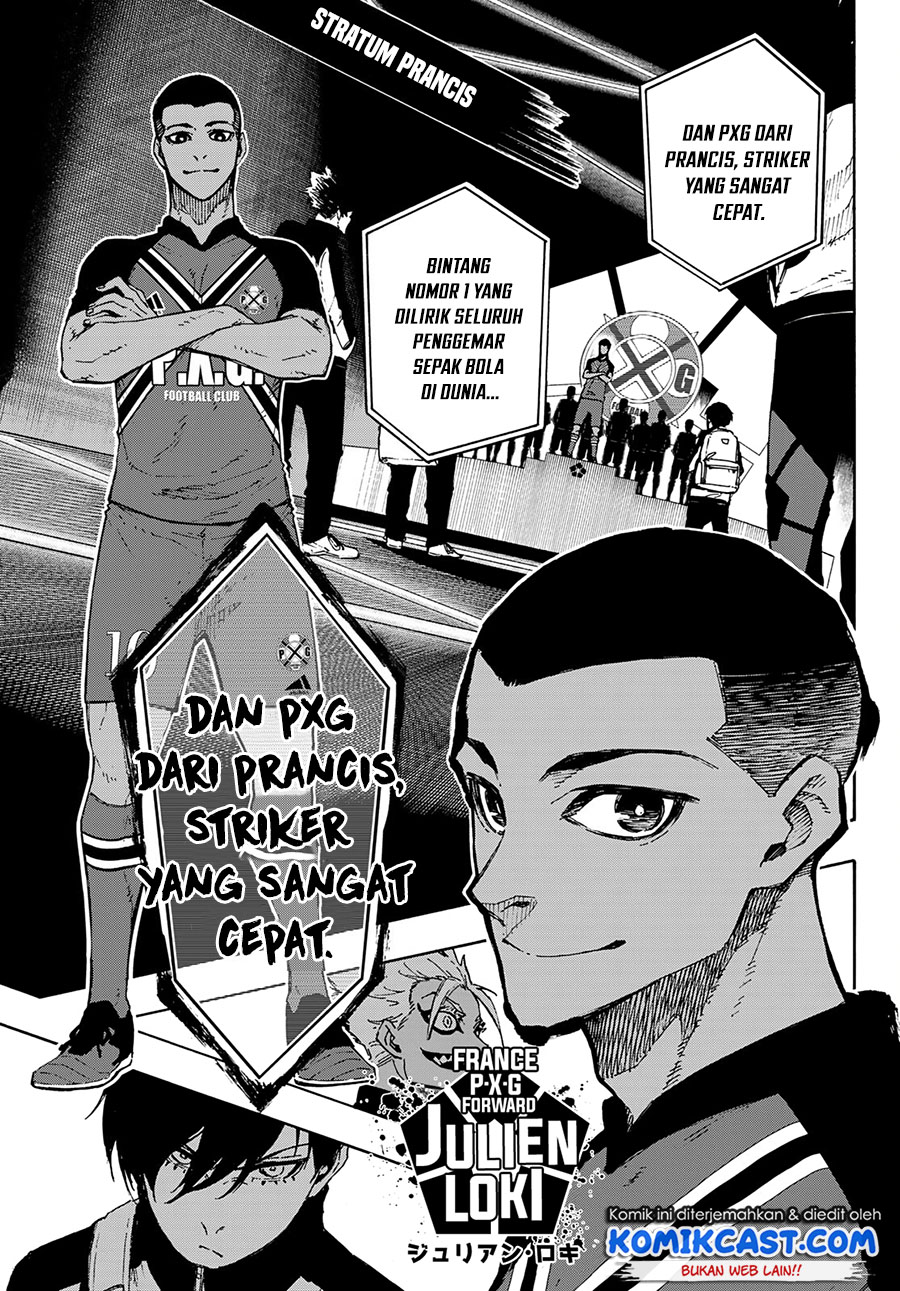 STRATUM PRANCIS
DAN PXG DARI
PRANCIS, STRIKER
YANG SANGAT
CEPAT.
BINTANG
NOMOR 1 YANG
DILIRIK SELURUH
PENGGEMAR
SEPAK BOLA
DI DUNIA...
P.X.G.
FOOTBALL CLUB
X G
P G
DAN PXG
DARI PRANCIS,
STRIKER
YANG SANGAT
CEPAT.
FRANCE
P·X·G
FORWARD
JULIEN
LOKI
ジュリアン・ロキ
Komik ini diterjemahkan & diedit oleh
KOMIKCAST.COM
BUKAN WEB LAIN!!